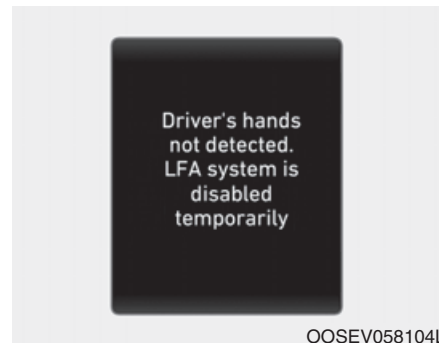 Driver's hands
not detected.
LFA system is
disabled
temporarily
OOSEV058104L